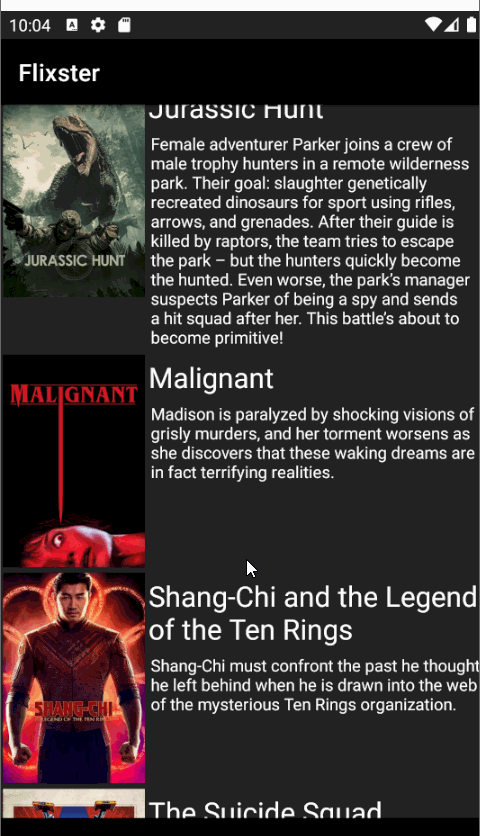 10:04
Flixster
Jurassic Hunt
Female adventurer Parker joins a crew of
male trophy hunters in a remote wilderness
park. Their goal: slaughter genetically
recreated dinosaurs for sport using rifles,
arrows, and grenades. After their guide is
killed by raptors, the team tries to escape
the park – but the hunters quickly become
the hunted. Even worse, the park’s manager
suspects Parker of being a spy and sends
a hit squad after her. This battle’s about to
become primitive!
JURASSIC HUNT
Malignant
Madison is paralyzed by shocking visions of
grisly murders, and her torment worsens as
she discovers that these waking dreams are
in fact terrifying realities.
MALIGNANT
Shang-Chi and the Legend
of the Ten Rings
Shang-Chi must confront the past he thought
he left behind when he is drawn into the web
of the mysterious Ten Rings organization.
SHANG-CHI
LEGEND OF THE TEN RINGS
The Suicide Squad